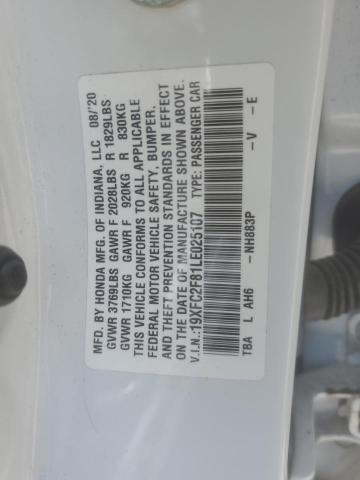 MFD. BY HONDA MFG. OF INDIANA, LLC 08/'20
GVWR 3769LBS GAWR F 2028LBS R 1829LBS
GVWR 1710KG GAWR F 920KG R 830KG
THIS VEHICLE CONFORMS TO ALL APPLICABLE
FEDERAL MOTOR VEHICLE SAFETY, BUMPER,
AND THEFT PREVENTION STANDARDS IN EFFECT
ON THE DATE OF MANUFACTURE SHOWN ABOVE.
V.I.N.:19XFC2F81LE025107 TYPE: PASSENGER CAR
TBA L AH6 -NH883P -V -E